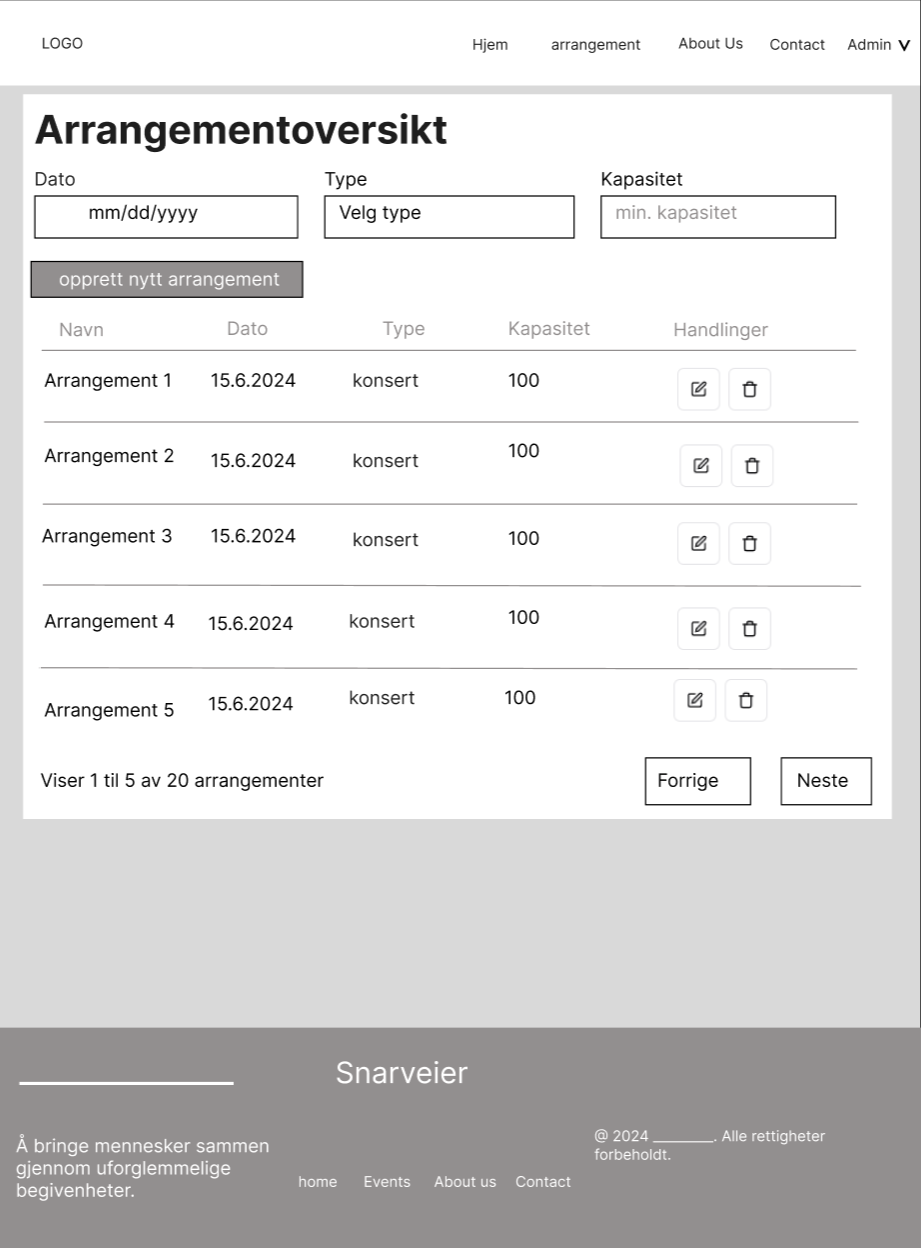 LOGO Hjem arrangement About Us Contact Admin
Arrangementoversikt
Dato Type Kapasitet
mm/dd/yyyy Velg type min. kapasitet
opprett nytt arrangement
Navn Dato Type Kapasitet Handlinger
Arrangement 1 15.6.2024 konsert 100
Arrangement 2 15.6.2024 konsert 100
Arrangement 3 15.6.2024 konsert 100
Arrangement 4 15.6.2024 konsert 100
Arrangement 5 15.6.2024 konsert 100
Viser 1 til 5 av 20 arrangementer Forrige Neste
Snarveier
Å bringe mennesker sammen
gjennom uforglemmelige
begivenheter.
home Events About us Contact
@ 2024 ________. Alle rettigheter
forbeholdt.